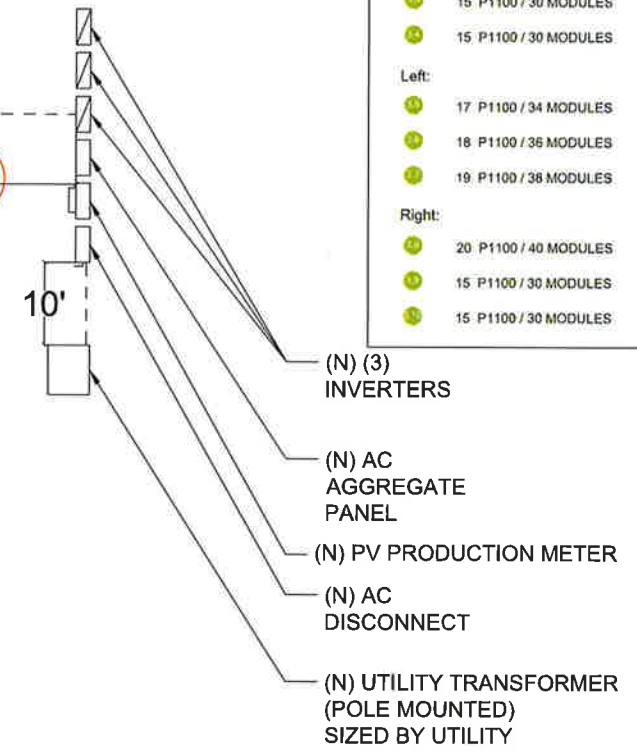 15 P1100 / 30 MODULES
15 P1100 / 30 MODULES
Left:
17 P1100 / 34 MODULES
18 P1100 / 36 MODULES
19 P1100 / 38 MODULES
Right:
20 P1100 / 40 MODULES
15 P1100 / 30 MODULES
15 P1100 / 30 MODULES
10'
(N) (3)
INVERTERS
(N) AC
AGGREGATE
PANEL
(N) PV PRODUCTION METER
(N) AC
DISCONNECT
(N) UTILITY TRANSFORMER
(POLE MOUNTED)
SIZED BY UTILITY